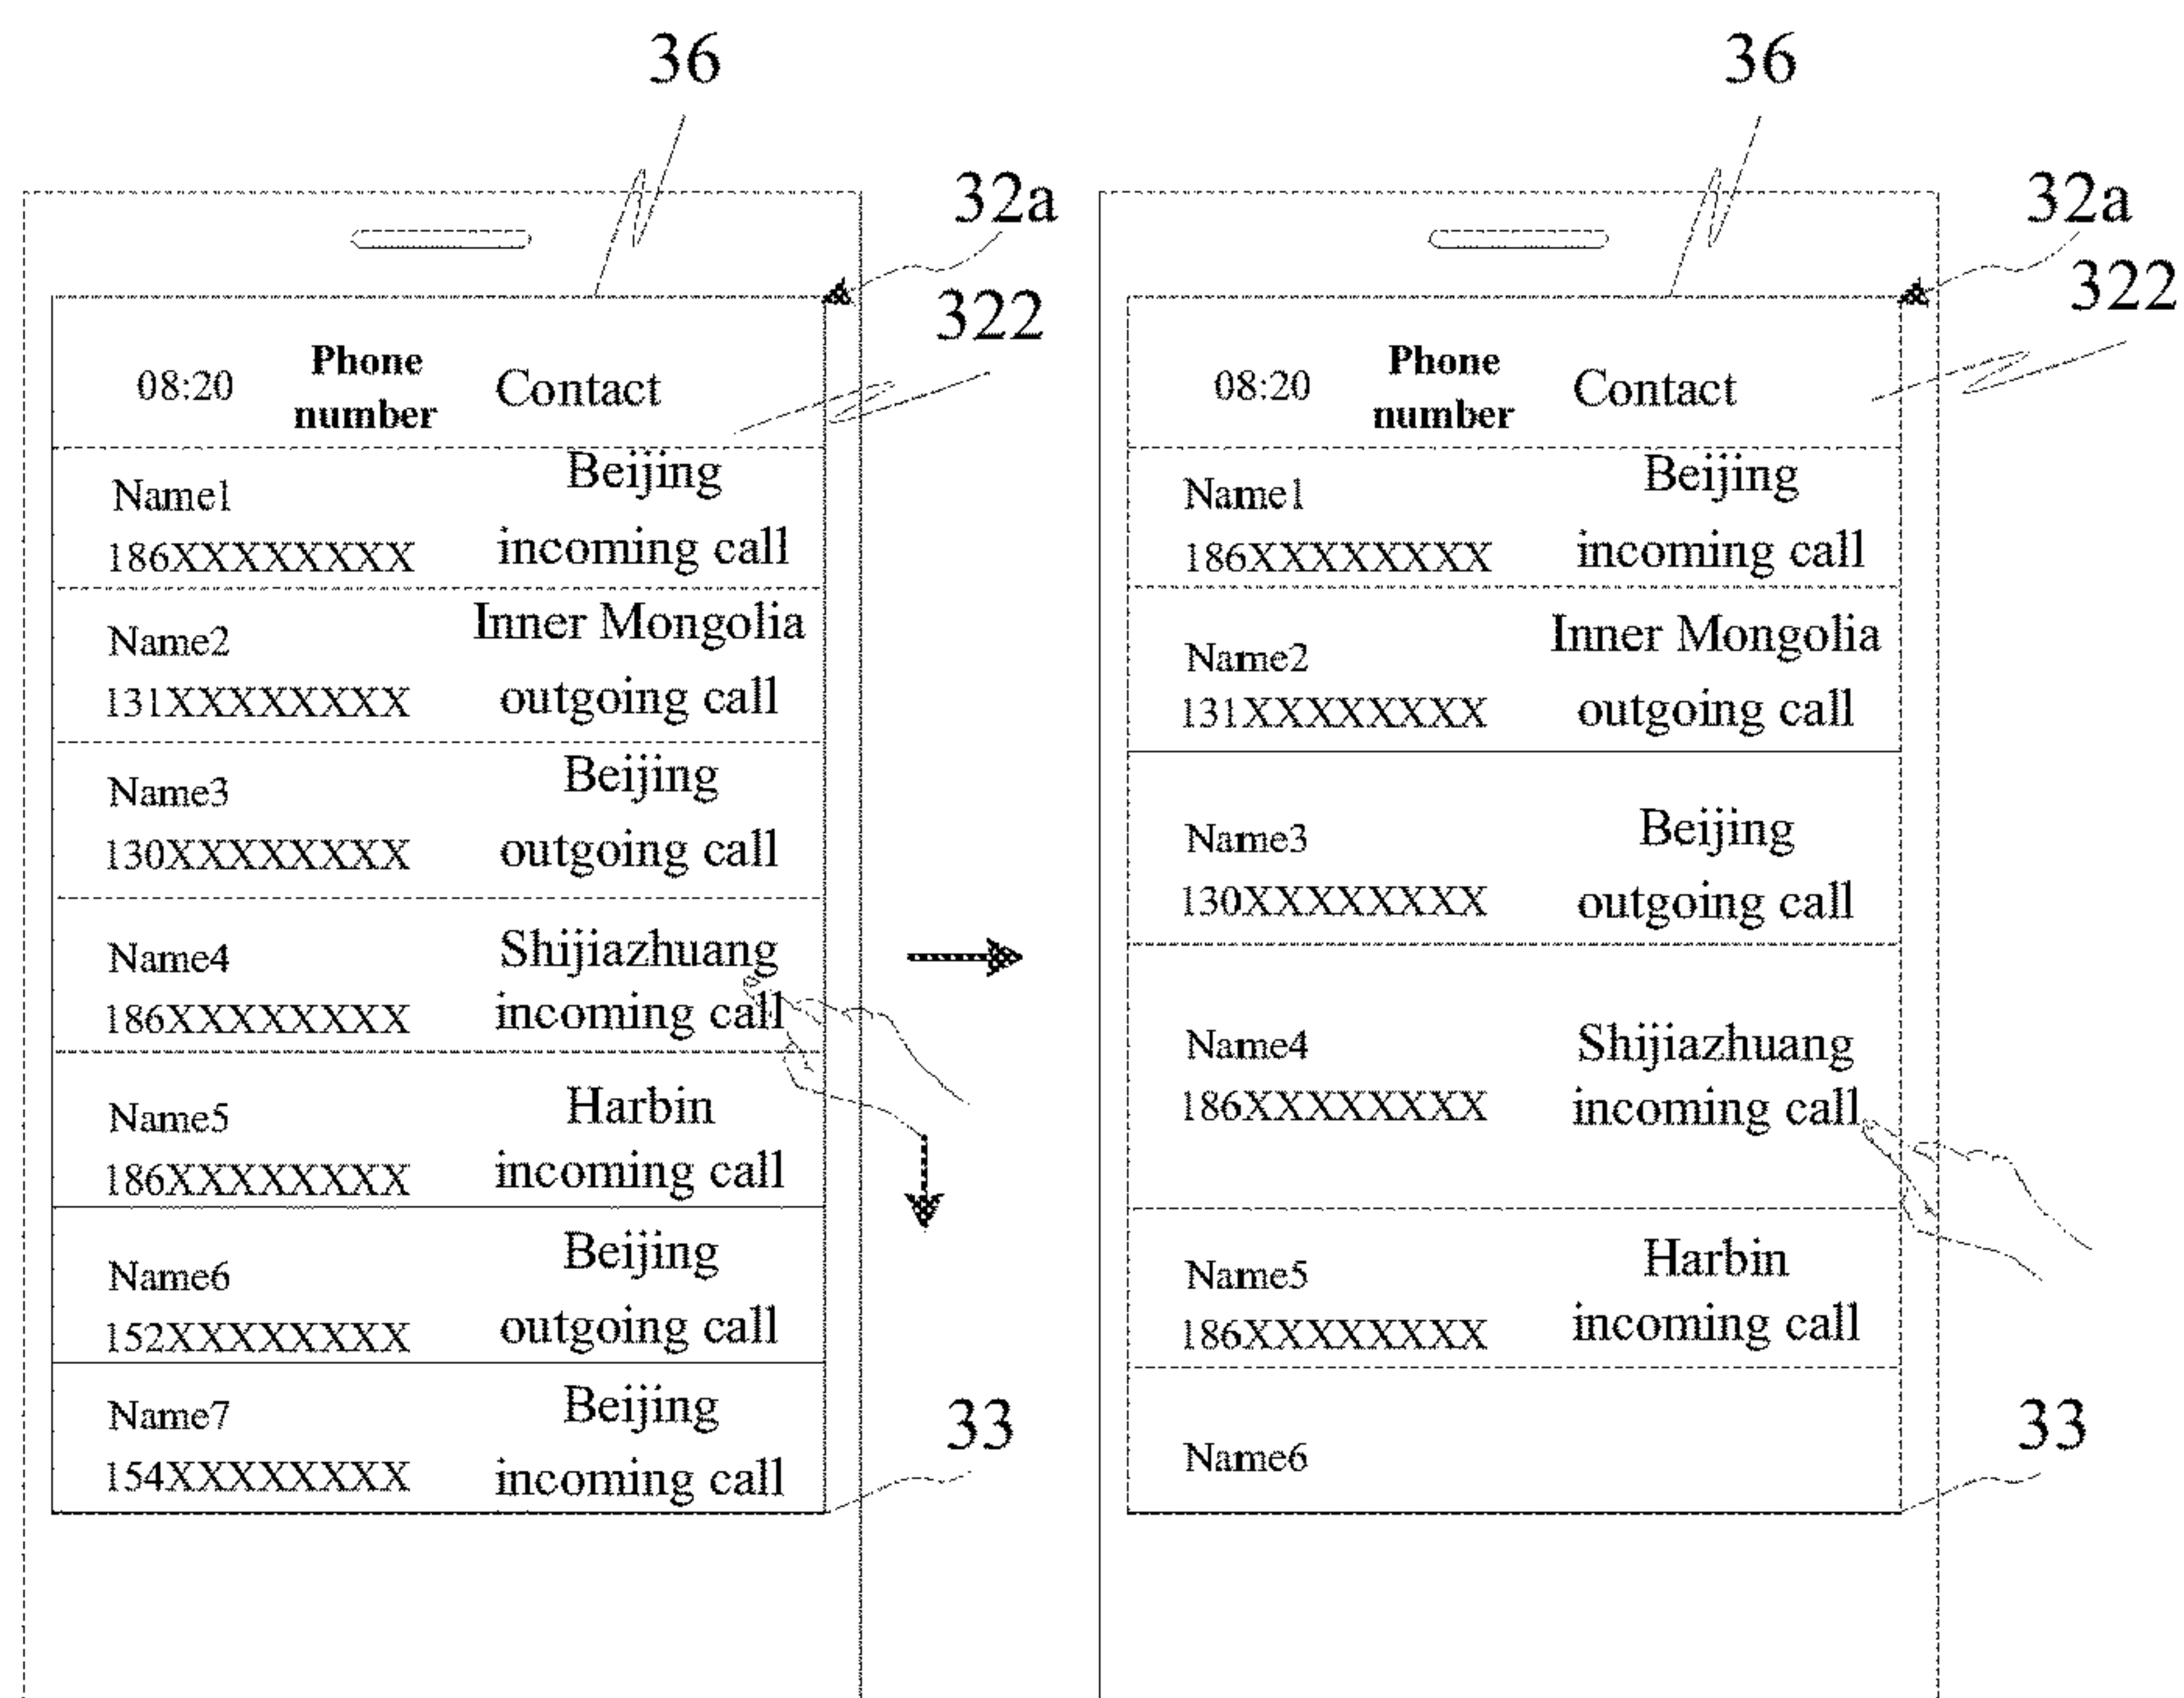 36
32a
322
08:20
Phone
number
Contact
Name1
186XXXXXXXX
Beijing
incoming call
Name2
131XXXXXXXX
Inner Mongolia
outgoing call
Name3
130XXXXXXXX
Beijing
outgoing call
Name4
186XXXXXXXX
Shijiazhuang
incoming call
Name5
186XXXXXXXX
Harbin
incoming call
Name6
152XXXXXXXX
Beijing
outgoing call
Name7
154XXXXXXXX
Beijing
incoming call
33
36
32a
322
08:20
Phone
number
Contact
Name1
186XXXXXXXX
Beijing
incoming call
Name2
131XXXXXXXX
Inner Mongolia
outgoing call
Name3
130XXXXXXXX
Beijing
outgoing call
Name4
186XXXXXXXX
Shijiazhuang
incoming call
Name5
186XXXXXXXX
Harbin
incoming call
Name6
33